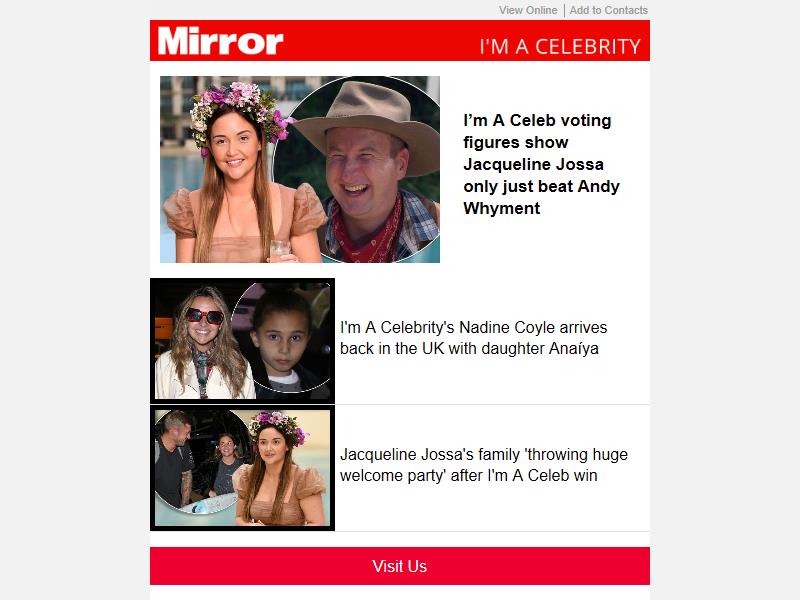 View Online | Add to Contacts
Mirror
I'M A CELEBRITY
I’m A Celeb voting
figures show
Jacqueline Jossa
only just beat Andy
Whyment
I'm A Celebrity's Nadine Coyle arrives
back in the UK with daughter Anaíya
Jacqueline Jossa's family 'throwing huge
welcome party' after I'm A Celeb win
Visit Us